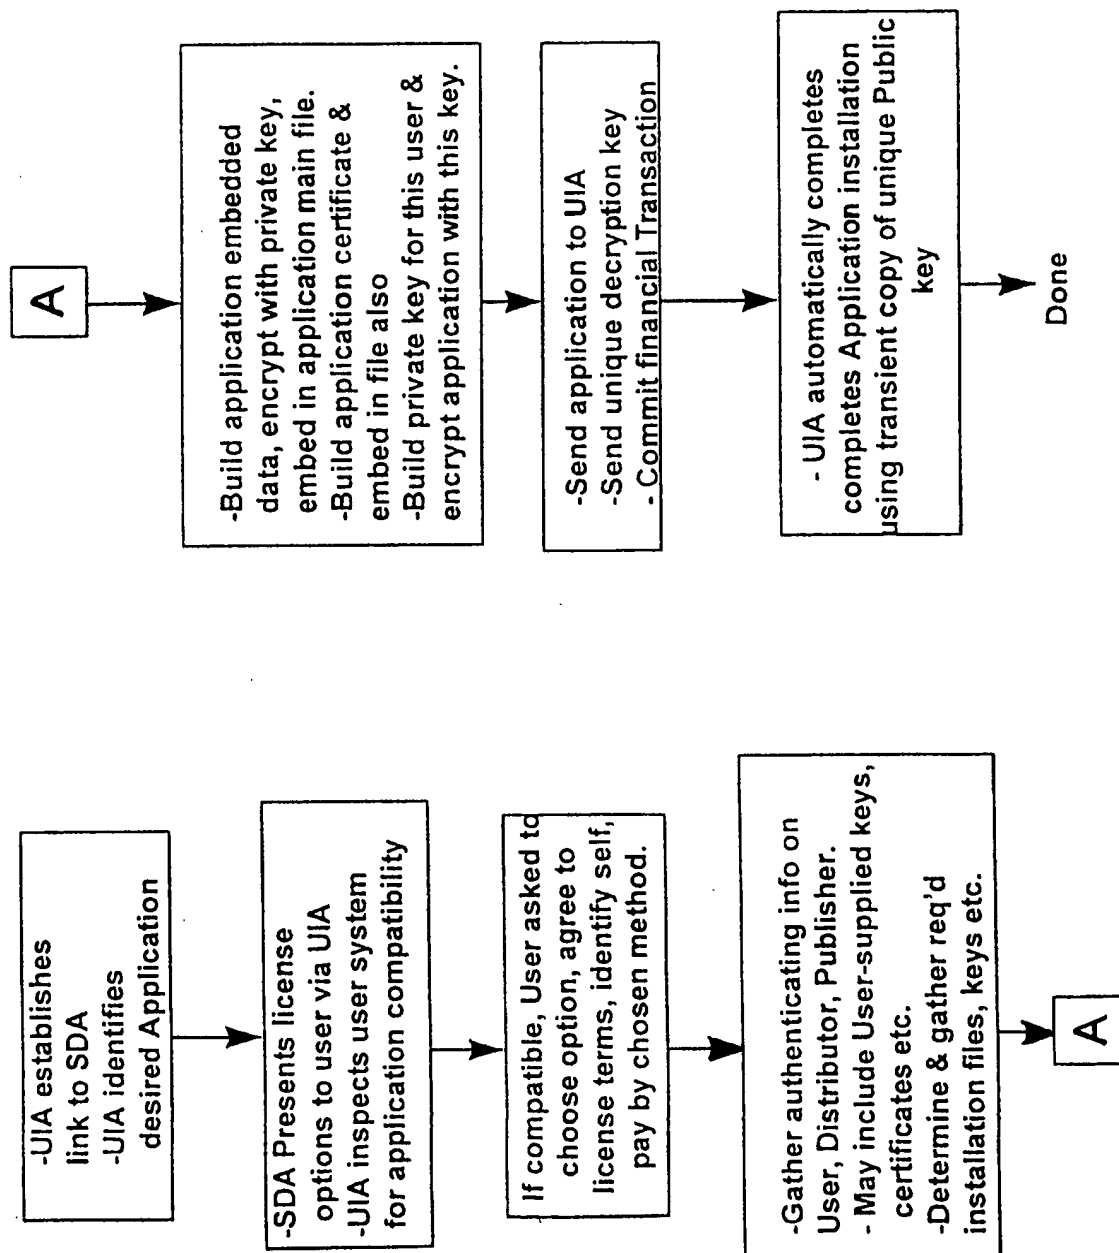 -UIA establishes
link to SDA
-UIA identifies
desired Application
-SDA Presents license
options to user via UIA
-UIA inspects user system
for application compatibility
If compatible, User asked to
choose option, agree to
license terms, identify self,
pay by chosen method.
-Gather authenticating info on
User, Distributor, Publisher.
- May include User-supplied keys,
certificates etc.
-Determine & gather req'd
installation files, keys etc.
A
A
-Build application embedded
data, encrypt with private key,
embed in application main file.
-Build application certificate &
embed in file also
-Build private key for this user &
encrypt application with this key.
-Send application to UIA
-Send unique decryption key
- Commit financial Transaction
- UIA automatically completes
completes Application installation
using transient copy of unique Public
key
Done